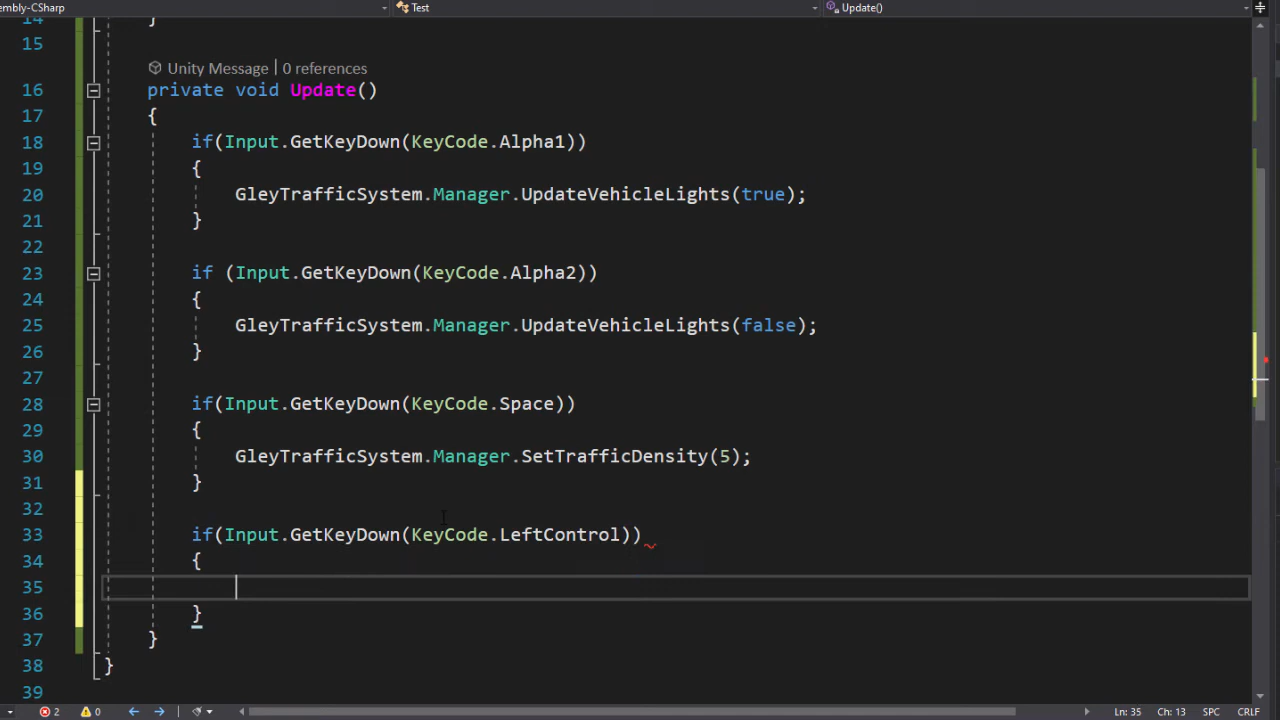 embly-CSharp Test Update()
14 }
15
Unity Message | 0 references
16 private void Update()
17 {
18 if(Input.GetKeyDown(KeyCode.Alpha1))
19 {
20 GleyTrafficSystem.Manager.UpdateVehicleLights(true);
21 }
22
23 if (Input.GetKeyDown(KeyCode.Alpha2))
24 {
25 GleyTrafficSystem.Manager.UpdateVehicleLights(false);
26 }
27
28 if(Input.GetKeyDown(KeyCode.Space))
29 {
30 GleyTrafficSystem.Manager.SetTrafficDensity(5);
31 }
32
33 if(Input.GetKeyDown(KeyCode.LeftControl))
34 {
35
36 }
37 }
38 }
39
2 0 Ln: 35 Ch: 13 SPC CRLF